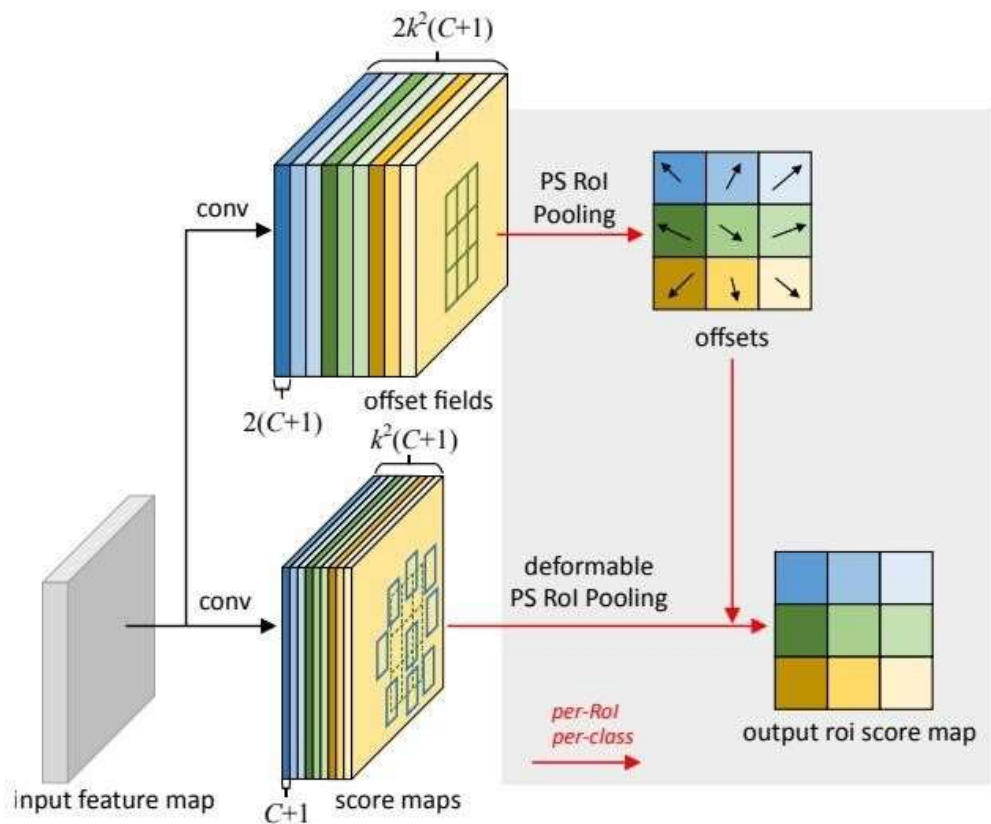 2k²(C+1)
conv
PS RoI
Pooling
offsets
2(C+1)
offset fields
k²(C+1)
conv
deformable
PS RoI Pooling
per-RoI
per-class
output roi score map
input feature map
C+1
score maps